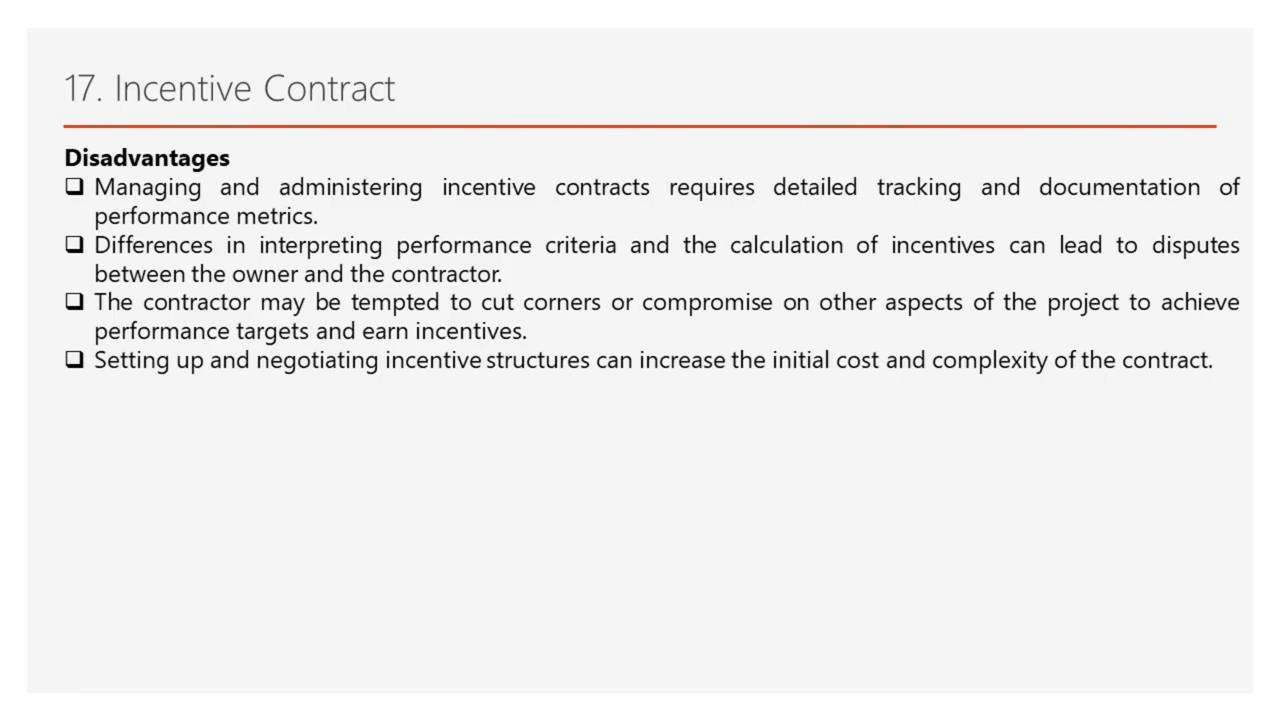 17. Incentive Contract
Disadvantages
❑ Managing and administering incentive contracts requires detailed tracking and documentation of
performance metrics.
❑ Differences in interpreting performance criteria and the calculation of incentives can lead to disputes
between the owner and the contractor.
❑ The contractor may be tempted to cut corners or compromise on other aspects of the project to achieve
performance targets and earn incentives.
❑ Setting up and negotiating incentive structures can increase the initial cost and complexity of the contract.